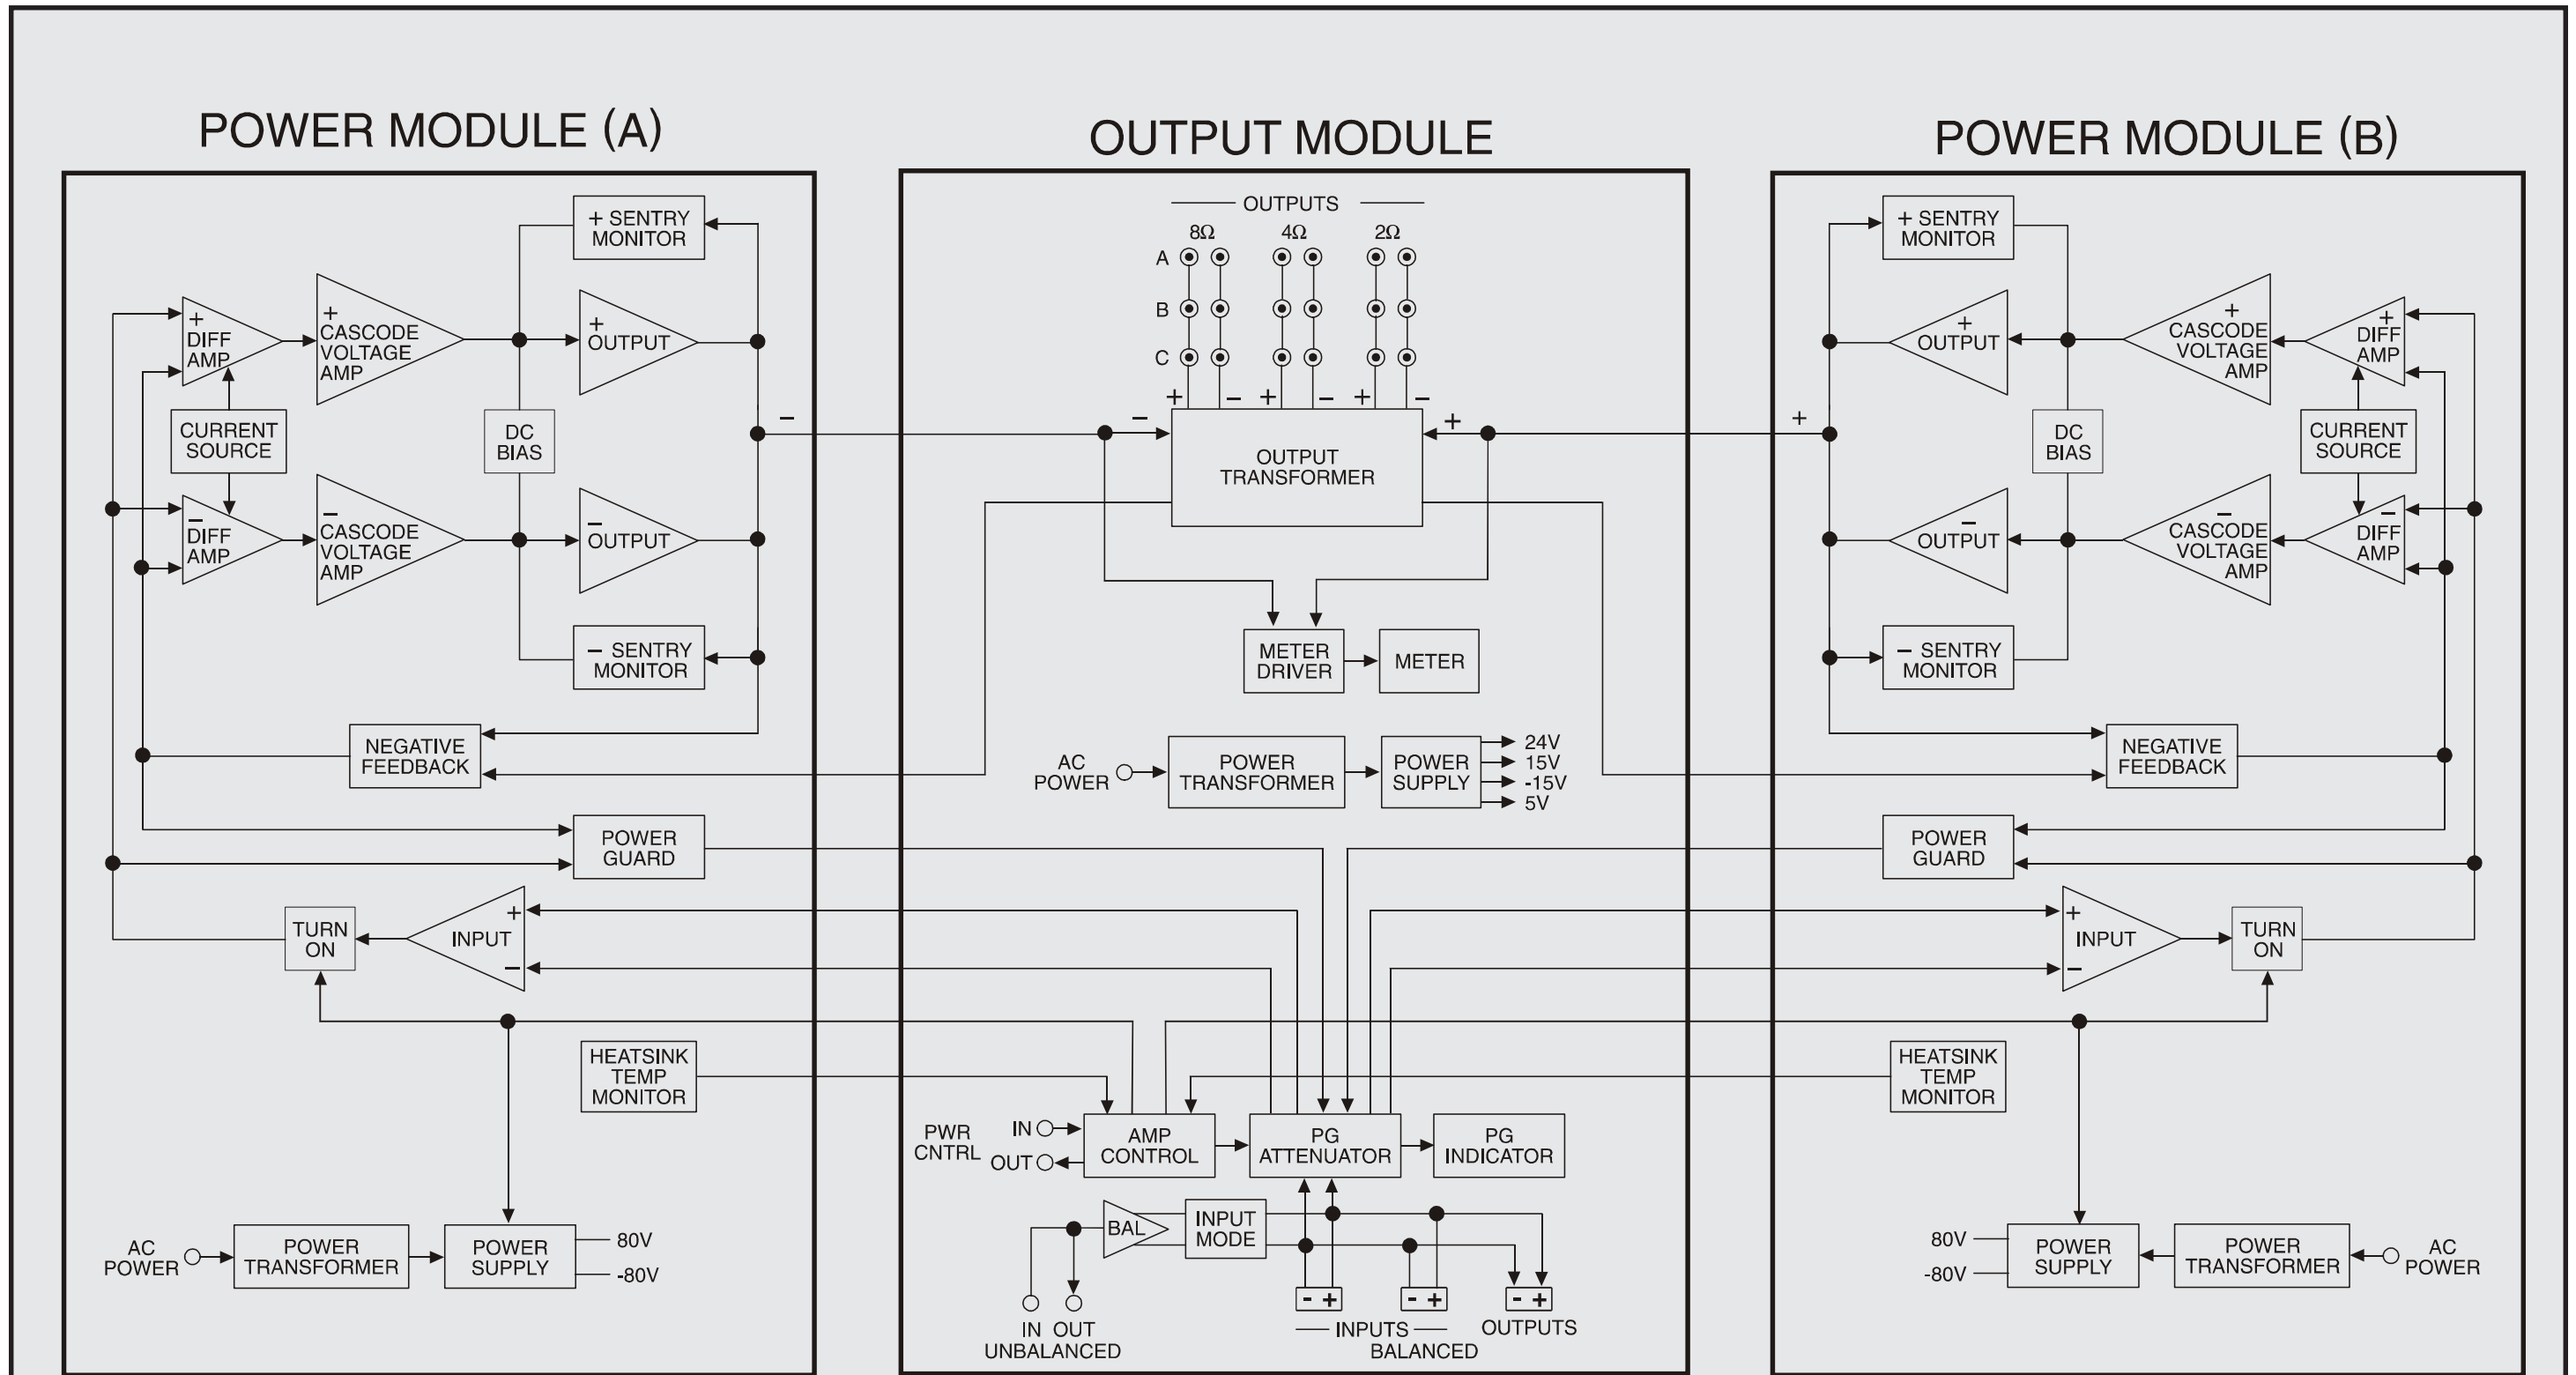 POWER MODULE (A)
+ SENTRY
MONITOR
+
DIFF
AMP
+
CASCODE
VOLTAGE
AMP
+
OUTPUT
CURRENT
SOURCE
DC
BIAS
–
–
DIFF
AMP
–
CASCODE
VOLTAGE
AMP
–
OUTPUT
– SENTRY
MONITOR
NEGATIVE
FEEDBACK
POWER
GUARD
TURN
ON
+
INPUT
–
HEATSINK
TEMP
MONITOR
AC
POWER
POWER
TRANSFORMER
POWER
SUPPLY
80V
-80V
OUTPUT MODULE
OUTPUTS
8Ω 4Ω 2Ω
A
B
C
+ – + – + –
– +
OUTPUT
TRANSFORMER
METER
DRIVER
METER
AC
POWER
POWER
TRANSFORMER
POWER
SUPPLY
24V
15V
-15V
5V
PWR
CNTRL
IN
OUT
AMP
CONTROL
PG
ATTENUATOR
PG
INDICATOR
BAL
INPUT
MODE
- +
- +
- +
IN OUT
UNBALANCED
INPUTS
BALANCED
OUTPUTS
POWER MODULE (B)
+ SENTRY
MONITOR
+
OUTPUT
+
CASCODE
VOLTAGE
AMP
+
DIFF
AMP
+
DC
BIAS
CURRENT
SOURCE
–
OUTPUT
–
CASCODE
VOLTAGE
AMP
–
DIFF
AMP
– SENTRY
MONITOR
NEGATIVE
FEEDBACK
POWER
GUARD
+
INPUT
–
TURN
ON
HEATSINK
TEMP
MONITOR
80V
-80V
POWER
SUPPLY
POWER
TRANSFORMER
AC
POWER